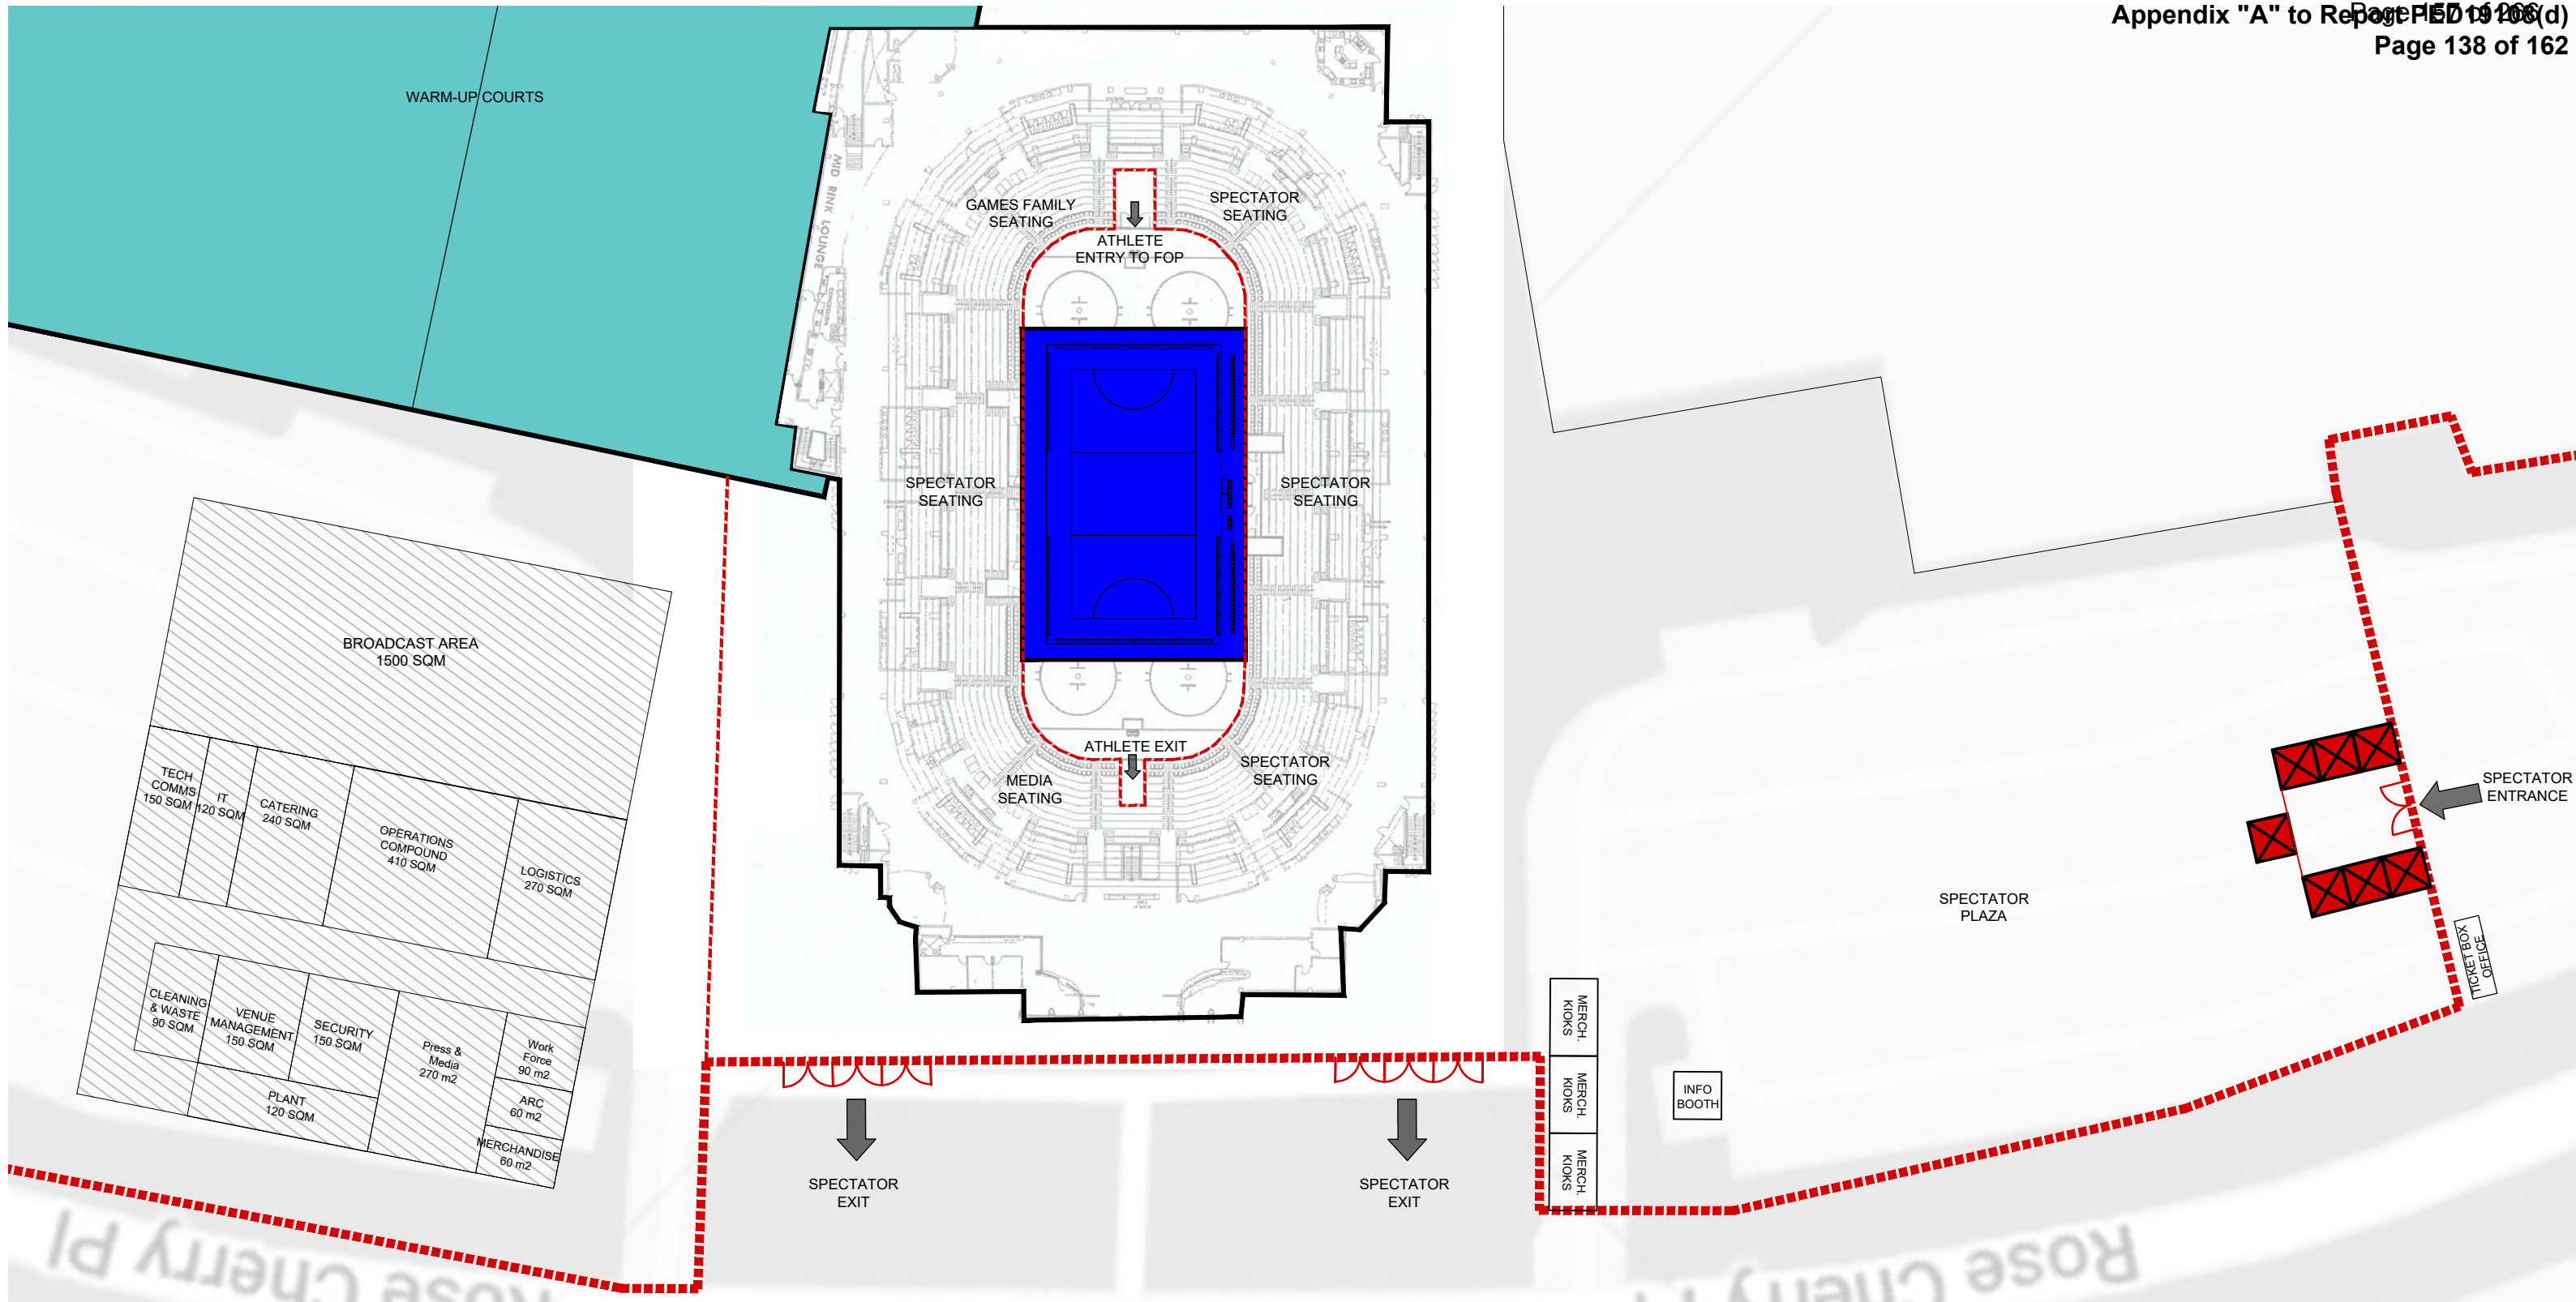 Appendix "A" to Report PED19108(d)
Page 138 of 162
WARM-UP COURTS
MID RINK LOUNGE
GAMES FAMILY
SEATING
SPECTATOR
SEATING
ATHLETE
ENTRY TO FOP
SPECTATOR
SEATING
SPECTATOR
SEATING
ATHLETE EXIT
MEDIA
SEATING
SPECTATOR
SEATING
BROADCAST AREA
1500 SQM
TECH
COMMS
150 SQM
IT
120 SQM
CATERING
240 SQM
OPERATIONS
COMPOUND
410 SQM
LOGISTICS
270 SQM
CLEANING
& WASTE
90 SQM
VENUE
MANAGEMENT
150 SQM
SECURITY
150 SQM
Press &
Media
270 m2
Work
Force
90 m2
ARC
60 m2
MERCHANDISE
60 m2
PLANT
120 SQM
SPECTATOR
EXIT
SPECTATOR
EXIT
MERCH.
KIOKS
MERCH.
KIOKS
MERCH.
KIOKS
INFO
BOOTH
SPECTATOR
PLAZA
SPECTATOR
ENTRANCE
TICKET BOX
OFFICE
Rose Cherry Pl
Rose Cherry